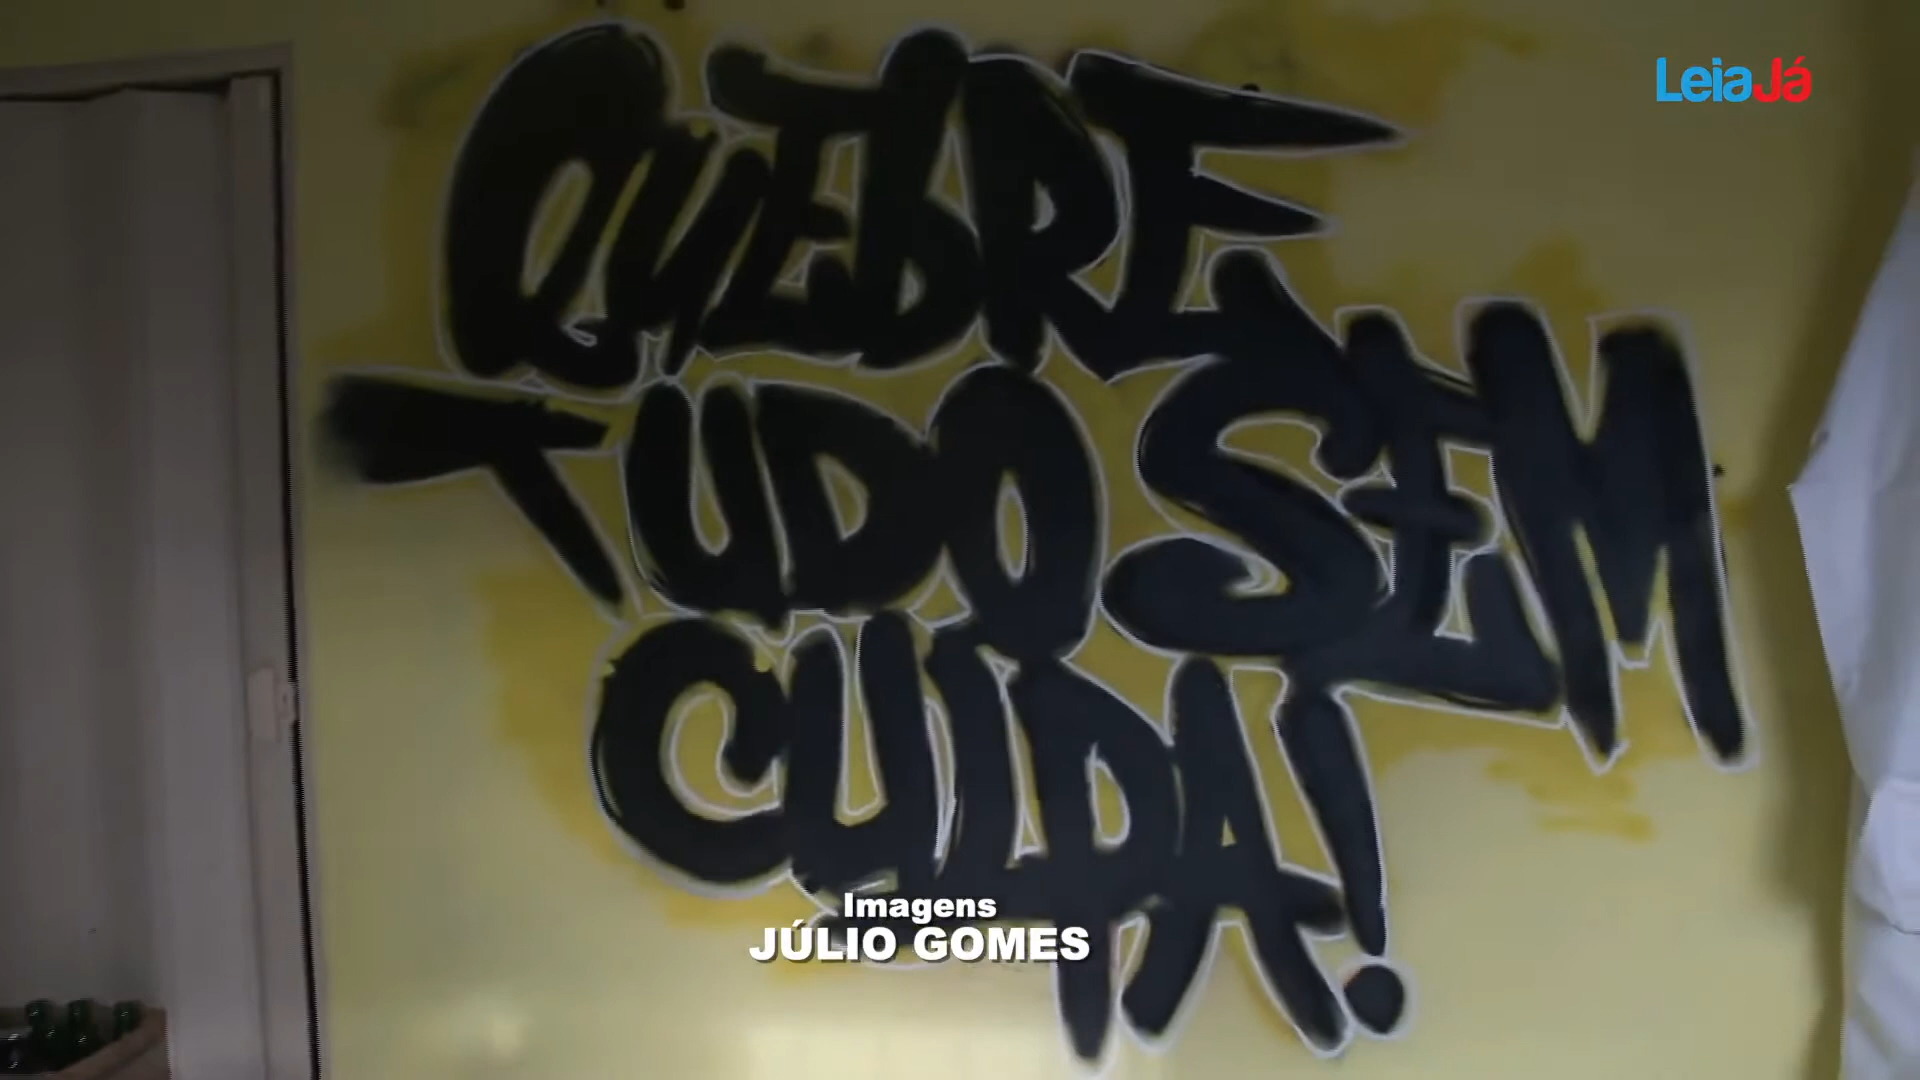 LeiaJá
QUEBRE
TUDO SEM
CULPA!
Imagens
JÚLIO GOMES